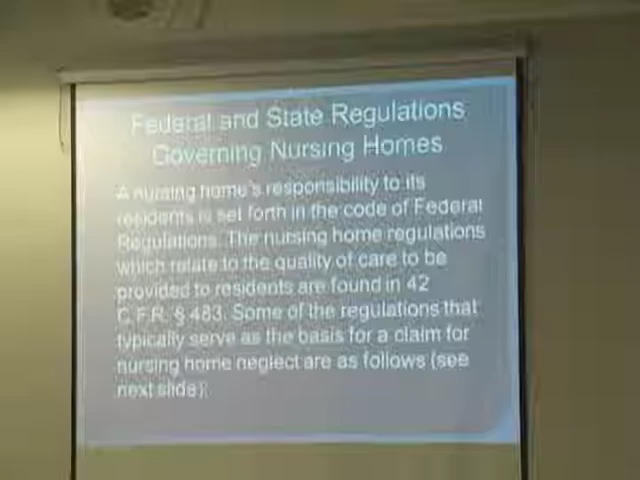 Federal and State Regulations
Governing Nursing Homes
A nursing home's responsibility to its
residents is set forth in the code of Federal
Regulations. The nursing home regulations
which relate to the quality of care to be
provided to residents are found in 42
C.F.R. § 483. Some of the regulations that
typically serve as the basis for a claim for
nursing home neglect are as follows (see
next slide):